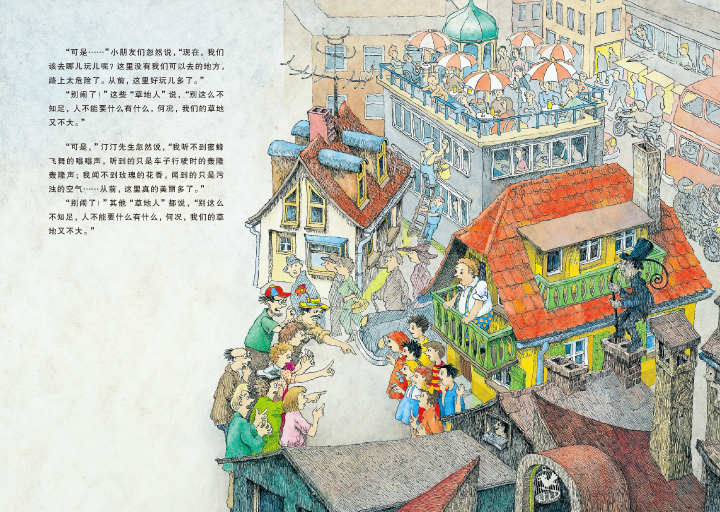 “可是……”小朋友们忽然说，“现在，我们
该去哪儿玩儿呢？这里没有我们可以去的地方，
路上太危险了。从前，这里好玩儿多了。”
“别闹了！”这些“草地人”说，“别这么不
知足，人不能要什么有什么，何况，我们的草地
又不大。”
“可是，”汀汀先生忽然说，“我听不到蜜蜂
飞舞的嗡嗡声，听到的只是车子行驶时的轰隆
轰隆声；我闻不到玫瑰的花香，闻到的只是污
浊的空气……从前，这里真的美丽多了。”
“别闹了！”其他“草地人”都说，“别这么
不知足，人不能要什么有什么，何况，我们的草
地又不大。”